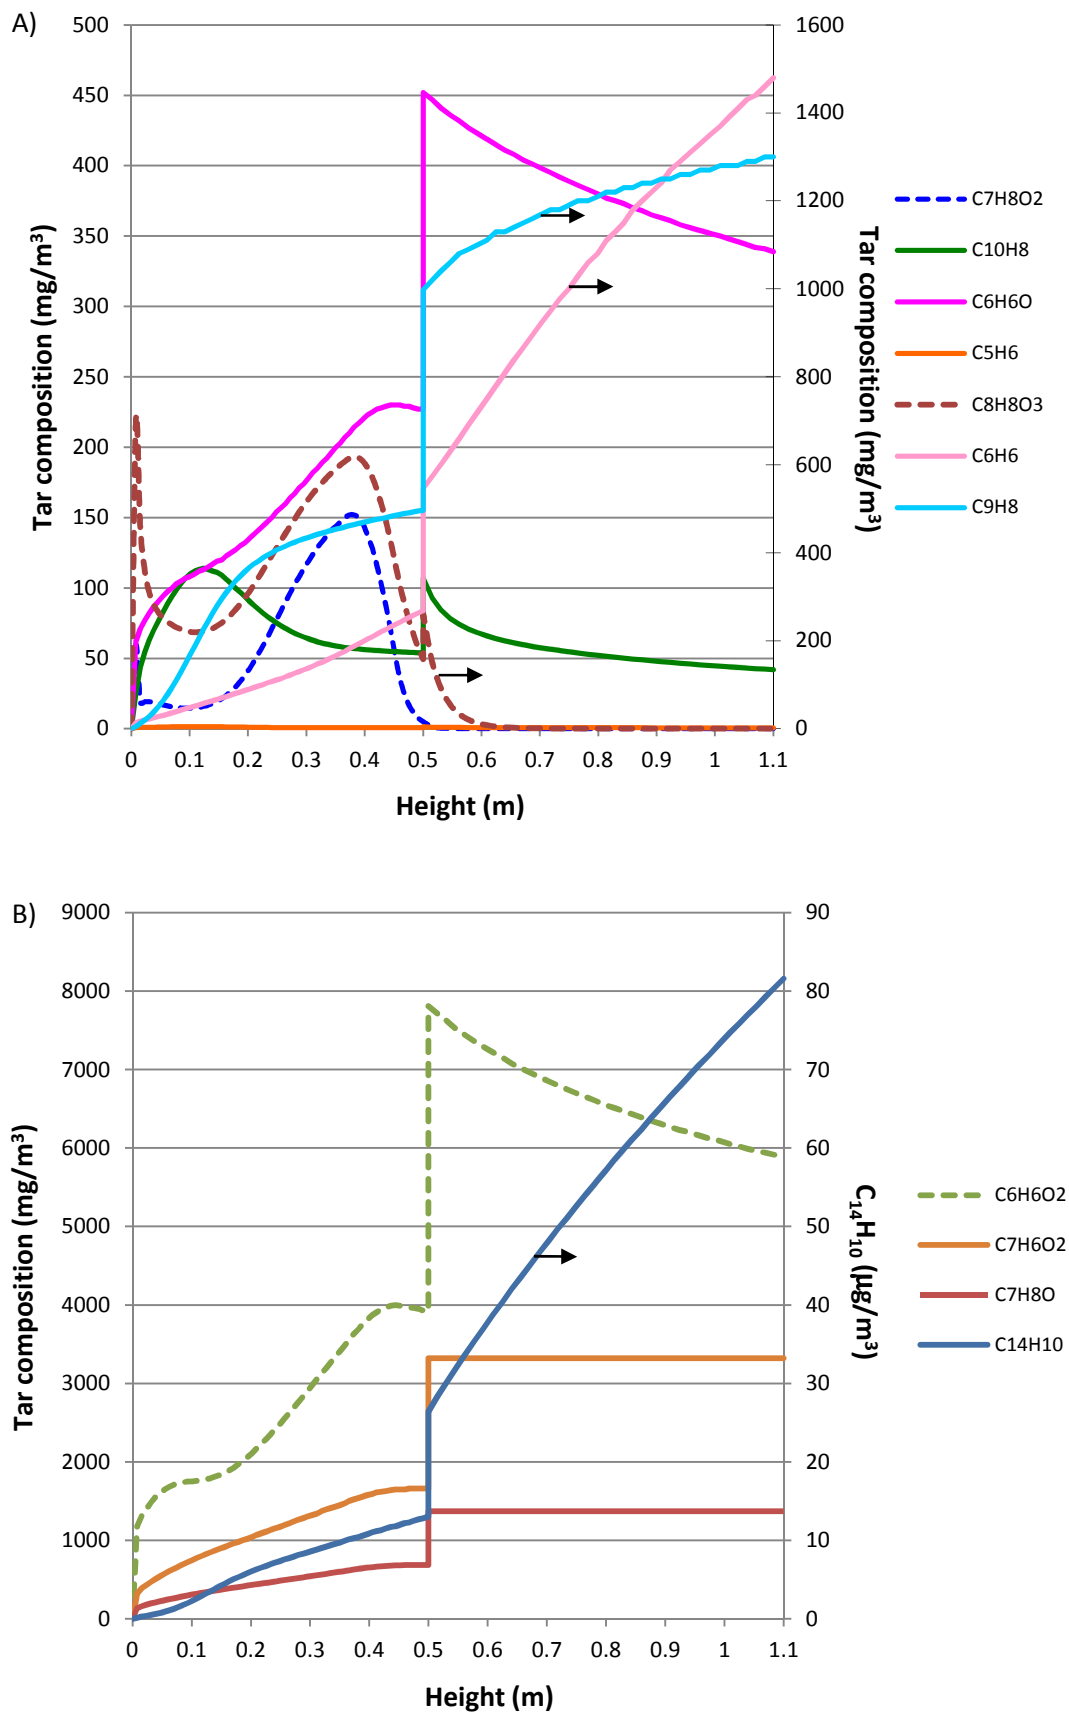 A)
500
450
400
350
300
250
200
150
100
50
0
Tar composition (mg/m³)
0 0.1 0.2 0.3 0.4 0.5 0.6 0.7 0.8 0.9 1 1.1
Height (m)
1600
1400
1200
1000
800
600
400
200
0
Tar composition (mg/m³)
C7H8O2
C10H8
C6H6O
C5H6
C8H8O3
C6H6
C9H8
B)
9000
8000
7000
6000
5000
4000
3000
2000
1000
0
Tar composition (mg/m³)
0 0.1 0.2 0.3 0.4 0.5 0.6 0.7 0.8 0.9 1 1.1
Height (m)
90
80
70
60
50
40
30
20
10
0
C₁₄H₁₀ (μg/m³)
C6H6O2
C7H6O2
C7H8O
C14H10